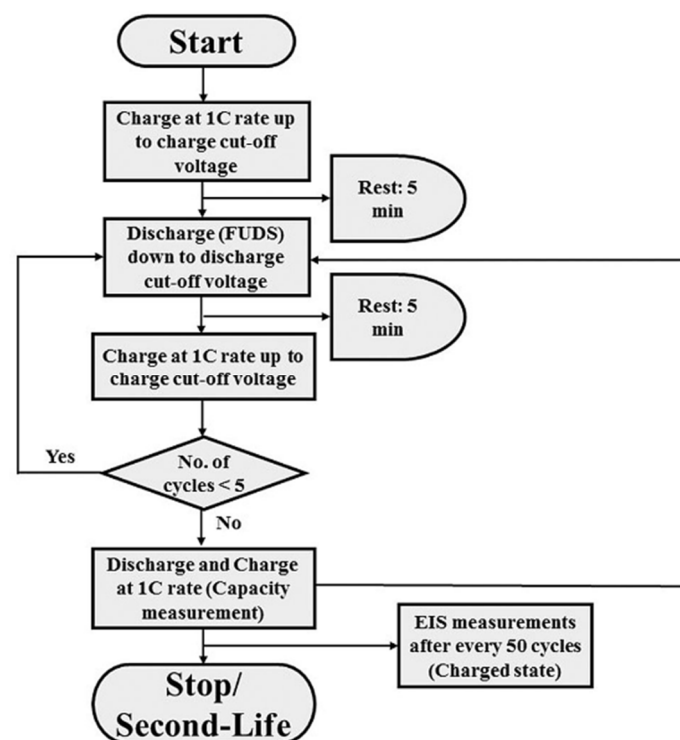 Start
Charge at 1C rate up
to charge cut-off
voltage
Rest: 5
min
Discharge (FUDS)
down to discharge
cut-off voltage
Rest: 5
min
Charge at 1C rate up to
charge cut-off voltage
Yes
No. of
cycles < 5
No
Discharge and Charge
at 1C rate (Capacity
measurement)
EIS measurements
after every 50 cycles
(Charged state)
Stop/
Second-Life